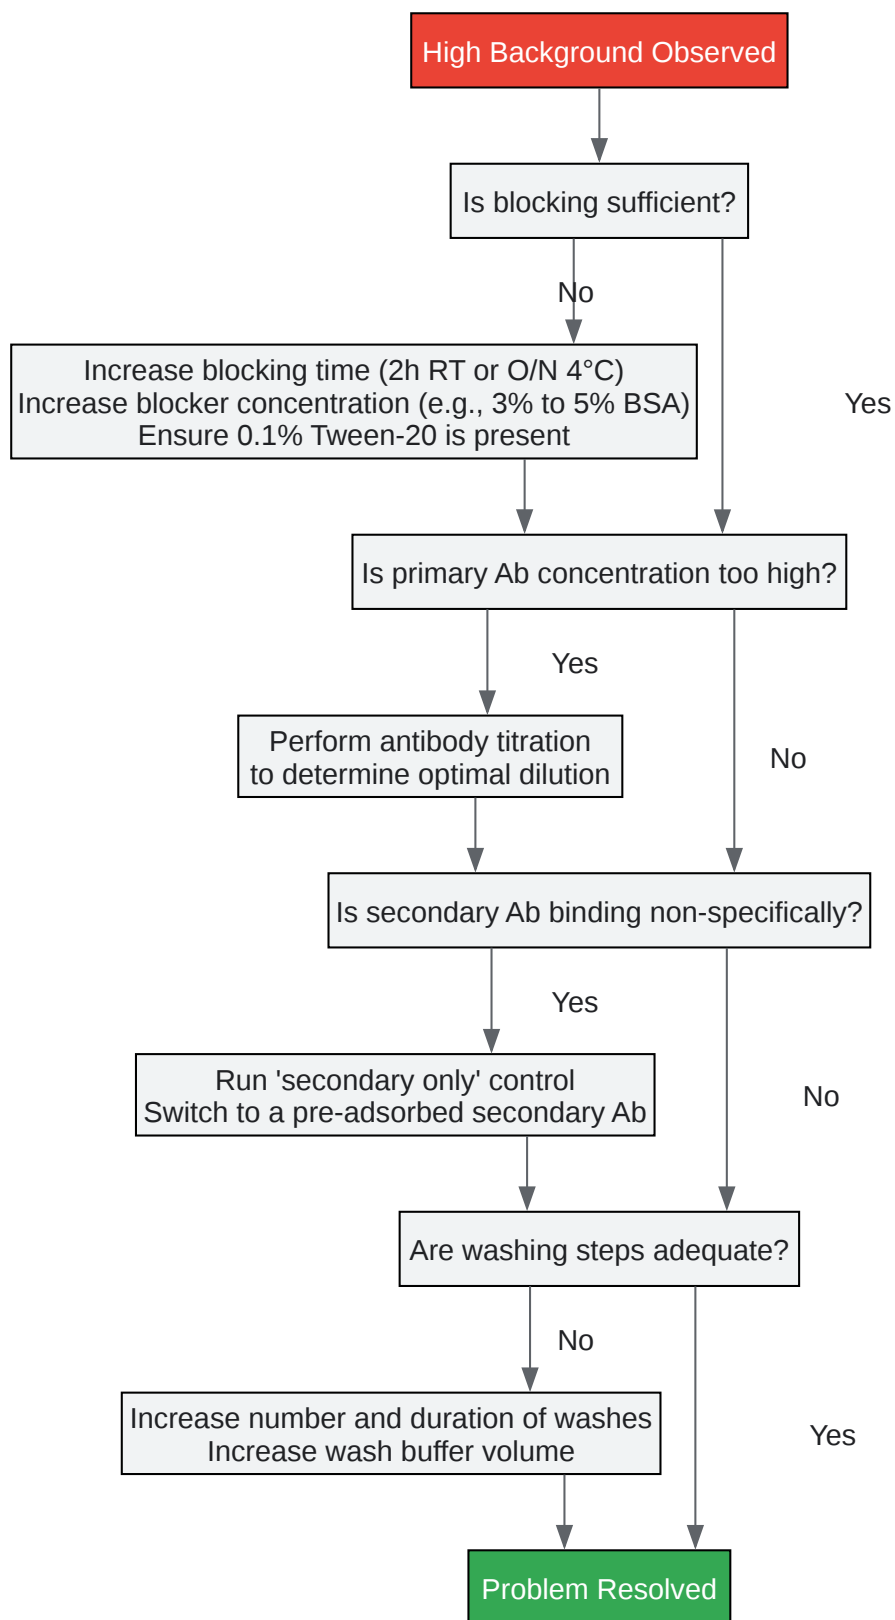 High Background Observed
Is blocking sufficient?
No
Increase blocking time (2h RT or O/N 4°C)
Increase blocker concentration (e.g., 3% to 5% BSA)
Ensure 0.1% Tween-20 is present
Yes
Is primary Ab concentration too high?
Yes
Perform antibody titration
to determine optimal dilution
No
Is secondary Ab binding non-specifically?
Yes
Run 'secondary only' control
Switch to a pre-adsorbed secondary Ab
No
Are washing steps adequate?
No
Increase number and duration of washes
Increase wash buffer volume
Yes
Problem Resolved